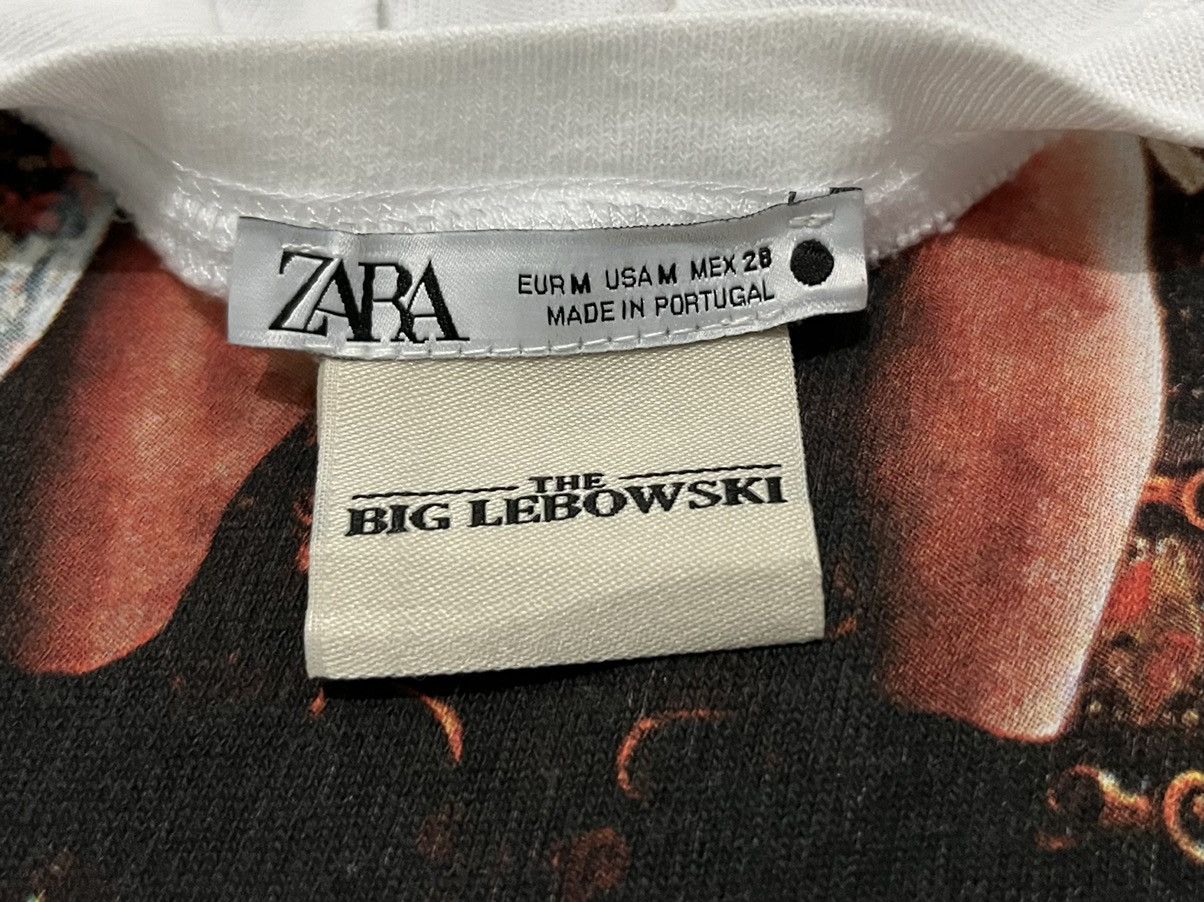 ZARA
EUR M USA M MEX 28
MADE IN PORTUGAL
THE
BIG LEBOWSKI